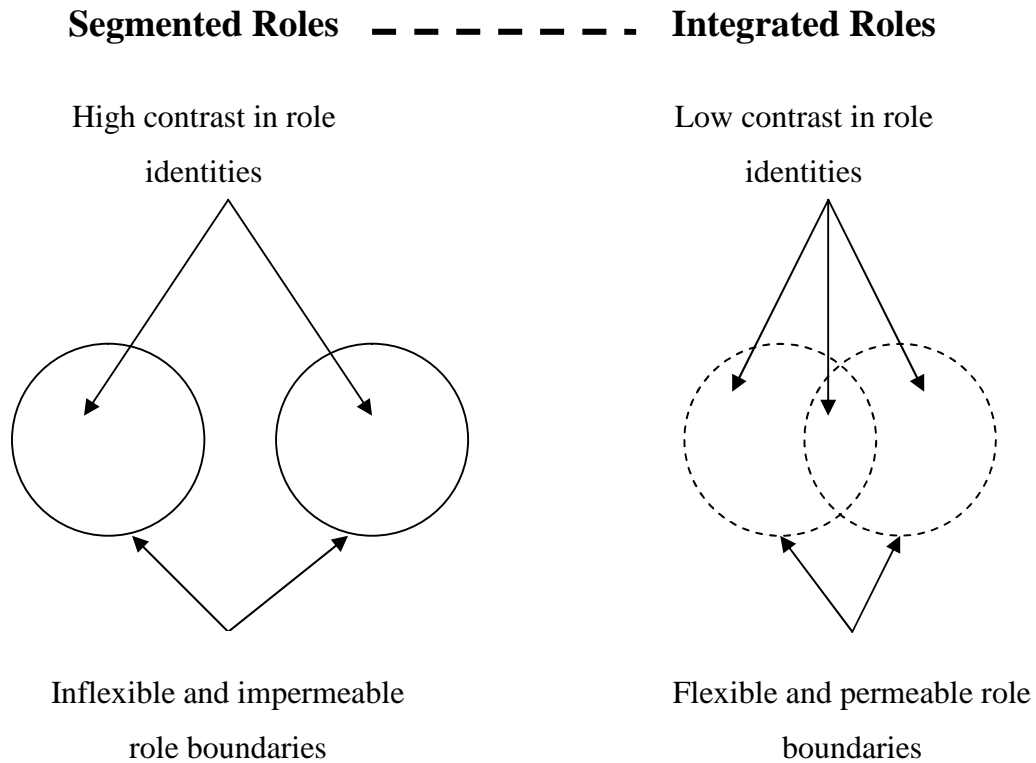 Segmented Roles
Integrated Roles
High contrast in role
identities
Low contrast in role
identities
Inflexible and impermeable
role boundaries
Flexible and permeable role
boundaries